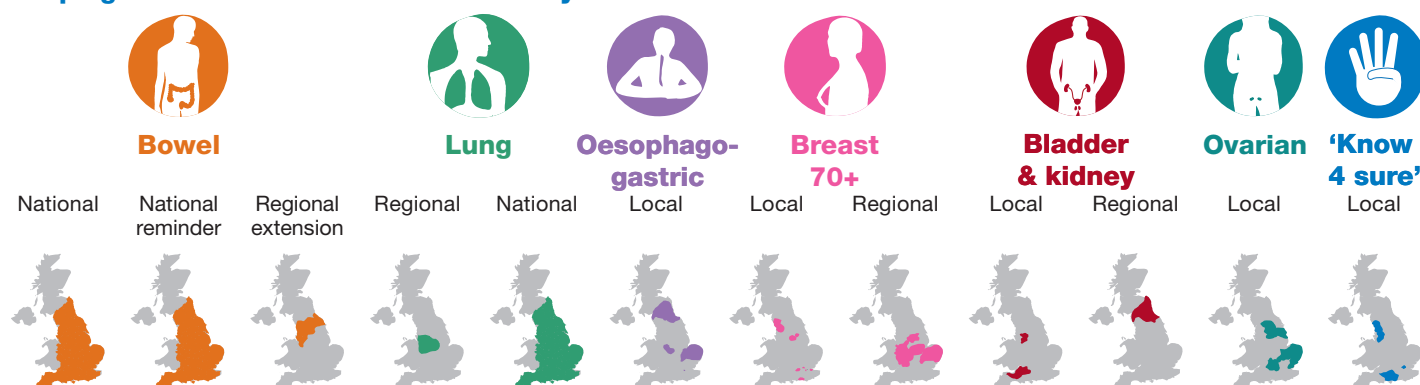 Bowel
Lung
Oesophago-
gastric
Breast
70+
Bladder
& kidney
Ovarian
‘Know
4 sure’
National
National
reminder
Regional
extension
Regional
National
Local
Local
Regional
Local
Regional
Local
Local